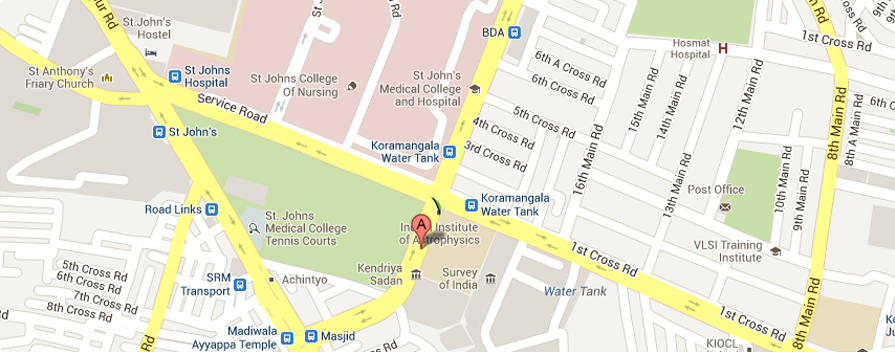 St.John's
Hostel
ur Rd
St Anthony's
Friary Church
St Johns
Hospital
Service Road
St Johns College
Of Nursing
St.John's
Medical College
and Hospital
BDA
Hosmat
Hospital
H
1st Cross Rd
6th A Cross Rd
6th Cross Rd
5th Cross Rd
4th Cross Rd
3rd Cross Rd
15th Main Rd
14th Main Rd
12th Main Rd
16th Main Rd
13th Main Rd
8th Main Rd
8th A Main Rd
10th Main Rd
9th Main Rd
St John's
Koramangala
Water Tank
Koramangala
Water Tank
Post Office
Road Links
St. Johns
Medical College
Tennis Courts
A
Institute
of Astrophysics
VLSI Training
Institute
1st Cross Rd
5th Cross Rd
6th Cross Rd
7th Cross Rd
8th Cross Rd
SRM
Transport
Achintyo
Kendriya
Sadan
Survey
of India
Water Tank
1st Cross Rd
8th Main Rd
Madiwala
Ayyappa Temple
Masjid
Rd
KIOCL